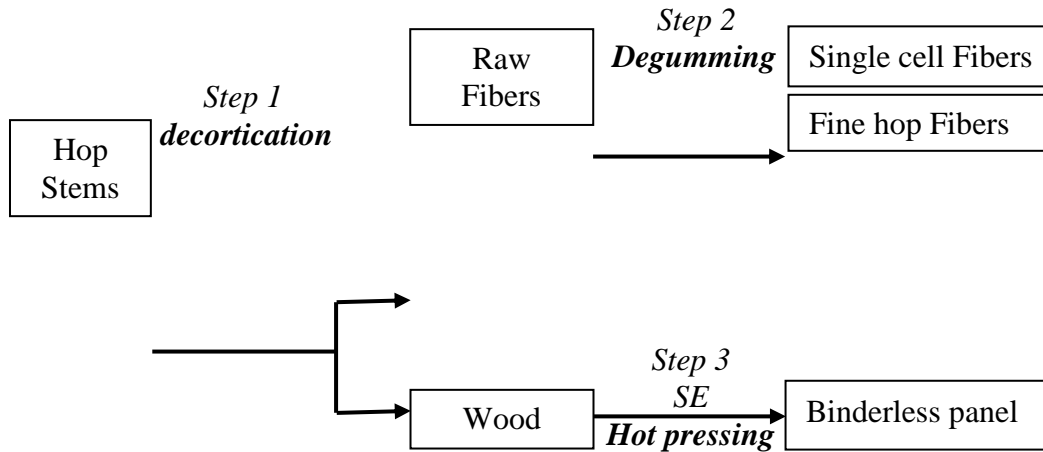 Hop
Stems
Step 1
decortication
Raw
Fibers
Step 2
Degumming
Single cell Fibers
Fine hop Fibers
Wood
Step 3
SE
Hot pressing
Binderless panel